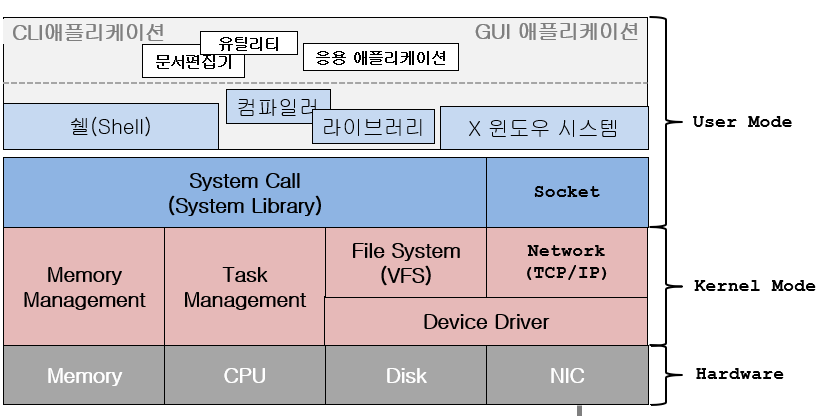 CLI애플리케이션
GUI 애플리케이션
유틸리티
문서편집기
응용 애플리케이션
컴파일러
쉘(Shell)
라이브러리
X 윈도우 시스템
User Mode
System Call
(System Library)
Socket
Memory
Management
Task
Management
File System
(VFS)
Network
(TCP/IP)
Device Driver
Kernel Mode
Memory
CPU
Disk
NIC
Hardware